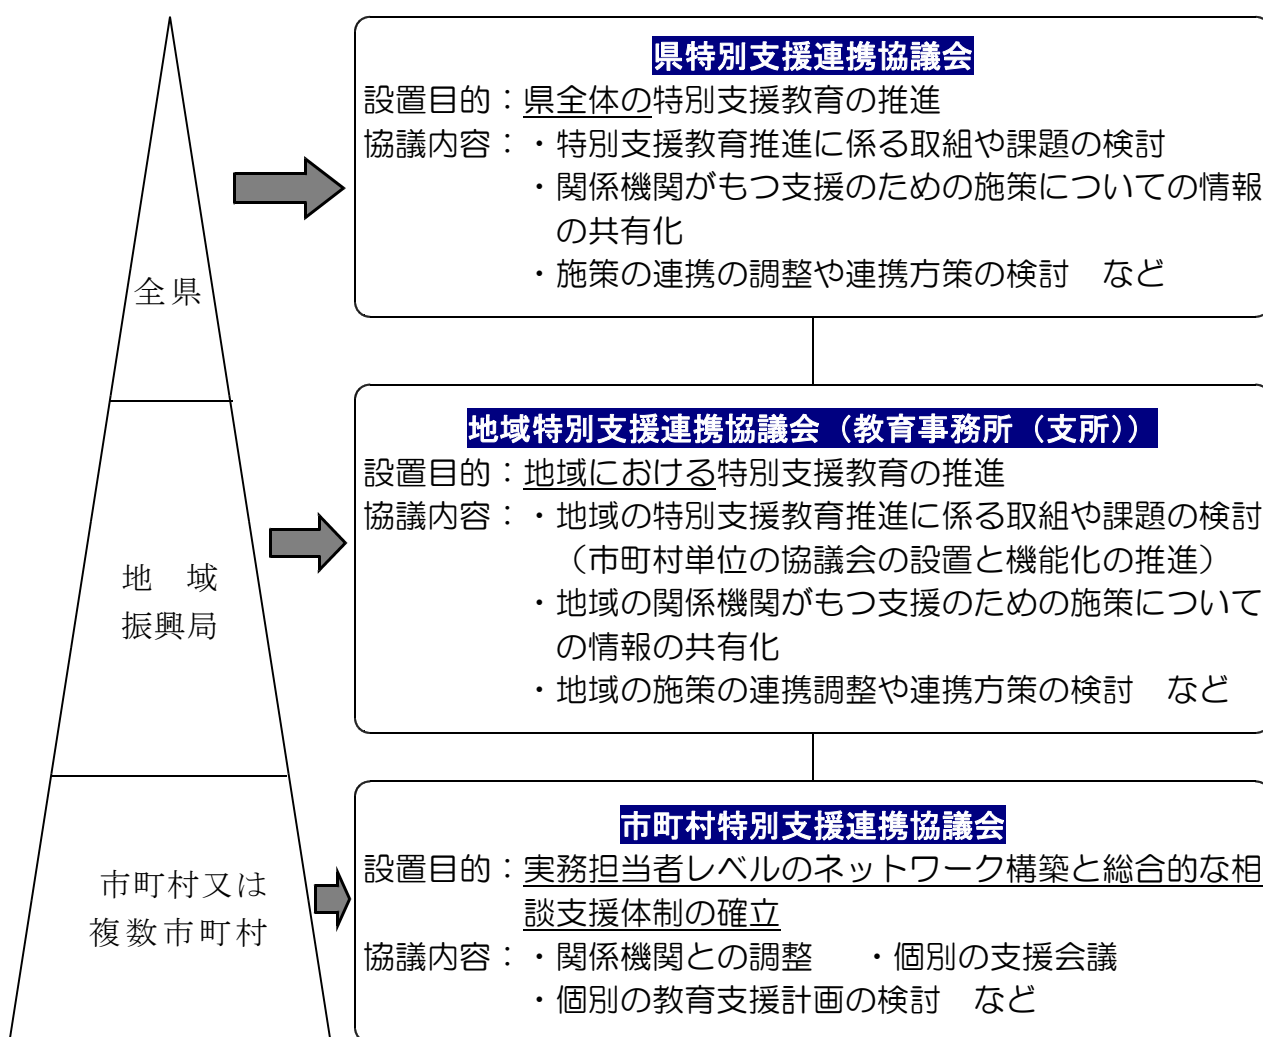 県特別支援連携協議会
設置目的：県全体の特別支援教育の推進
協議内容：・特別支援教育推進に係る取組や課題の検討
・関係機関がもつ支援のための施策についての情報
の共有化
・施策の連携の調整や連携方策の検討　など
全県
地域特別支援連携協議会（教育事務所（支所））
設置目的：地域における特別支援教育の推進
協議内容：・地域の特別支援教育推進に係る取組や課題の検討
（市町村単位の協議会の設置と機能化の推進）
・地域の関係機関がもつ支援のための施策について
の情報の共有化
・地域の施策の連携調整や連携方策の検討　など
地　域
振興局
市町村特別支援連携協議会
設置目的：実務担当者レベルのネットワーク構築と総合的な相
談支援体制の確立
協議内容：・関係機関との調整　・個別の支援会議
・個別の教育支援計画の検討　など
市町村又は
複数市町村